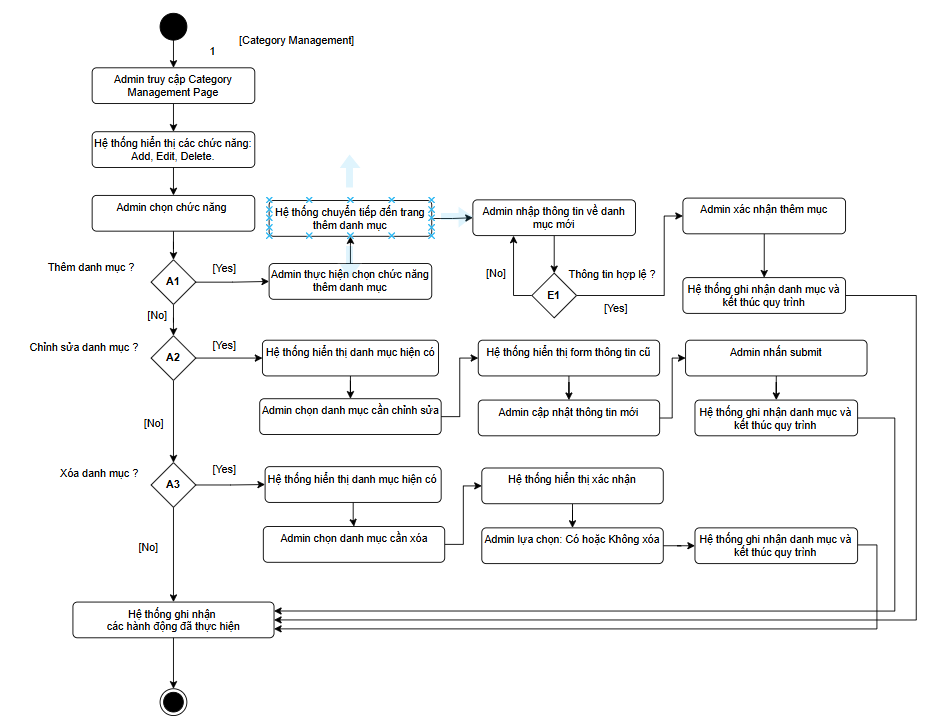 [Category Management]
1
Admin truy cập Category
Management Page
Hệ thống hiển thị các chức năng:
Add, Edit, Delete.
Admin chọn chức năng
Hệ thống chuyển tiếp đến trang
thêm danh mục
Admin nhập thông tin về danh
mục mới
Admin xác nhận thêm mục
Thêm danh mục ?
A1
[Yes]
Admin thực hiện chọn chức năng
thêm danh mục
[No]
E1
Thông tin hợp lệ ?
[Yes]
Hệ thống ghi nhận danh mục và
kết thúc quy trình
[No]
Chỉnh sửa danh mục ?
A2
[Yes]
Hệ thống hiển thị danh mục hiện có
Hệ thống hiển thị form thông tin cũ
Admin nhấn submit
Admin chọn danh mục cần chỉnh sửa
Admin cập nhật thông tin mới
Hệ thống ghi nhận danh mục và
kết thúc quy trình
[No]
Xóa danh mục ?
A3
[Yes]
Hệ thống hiển thị danh mục hiện có
Hệ thống hiển thị xác nhận
Admin chọn danh mục cần xóa
Admin lựa chọn: Có hoặc Không xóa
Hệ thống ghi nhận danh mục và
kết thúc quy trình
[No]
Hệ thống ghi nhận
các hành động đã thực hiện